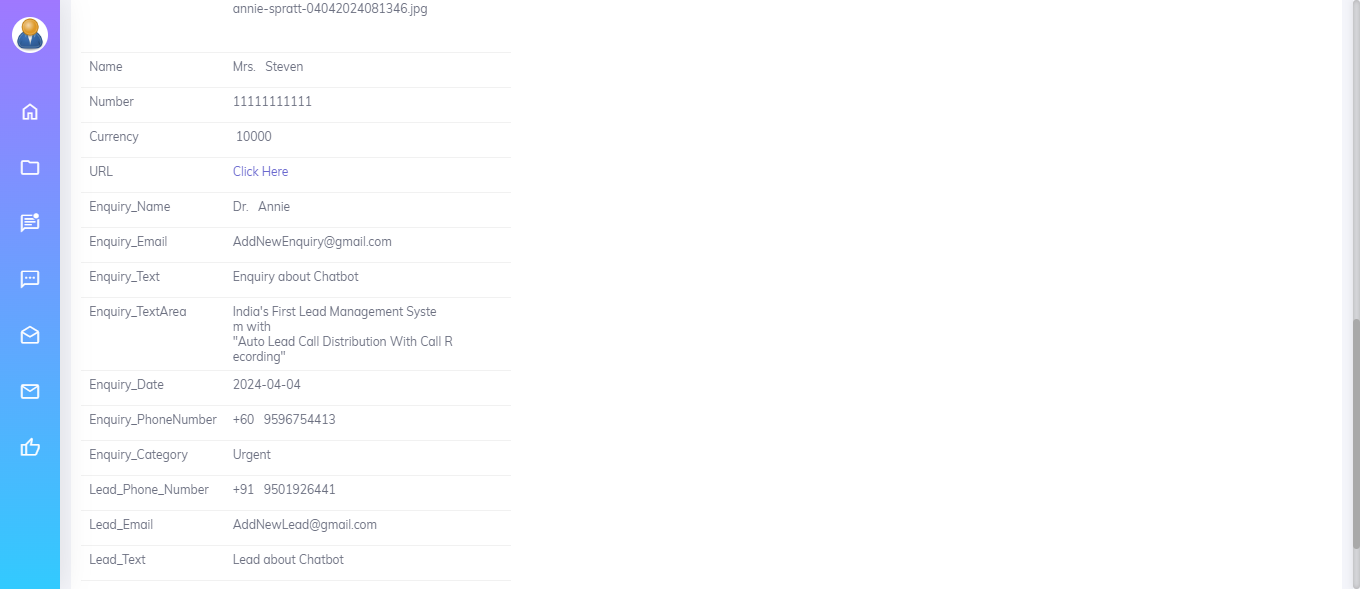 annie-spratt-04042024081346.jpg
Name Mrs. Steven
Number 11111111111
Currency 10000
URL Click Here
Enquiry_Name Dr. Annie
Enquiry_Email AddNewEnquiry@gmail.com
Enquiry_Text Enquiry about Chatbot
Enquiry_TextArea India's First Lead Management Syste
m with
"Auto Lead Call Distribution With Call R
ecording"
Enquiry_Date 2024-04-04
Enquiry_PhoneNumber +60 9596754413
Enquiry_Category Urgent
Lead_Phone_Number +91 9501926441
Lead_Email AddNewLead@gmail.com
Lead_Text Lead about Chatbot